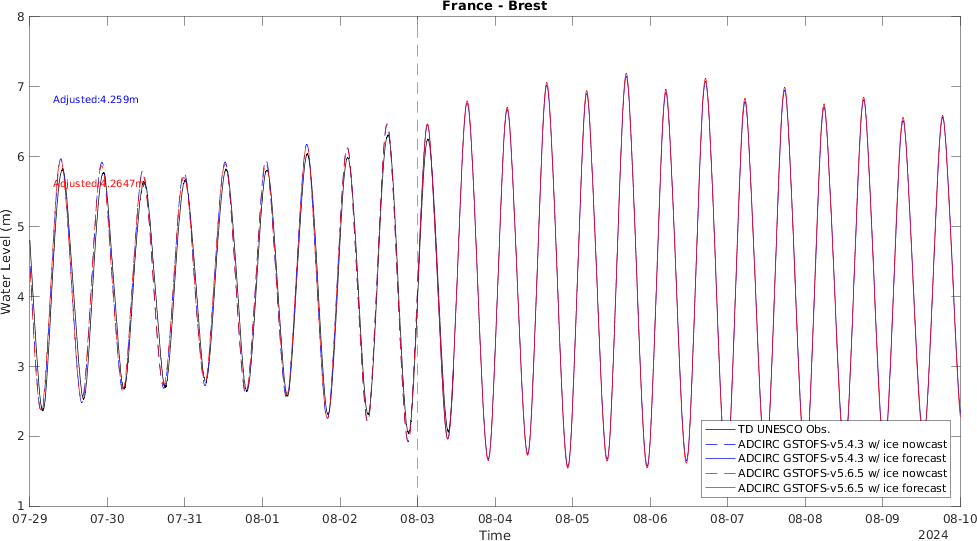 France - Brest
8
7
6
5
4
3
2
1
Water Level (m)
Adjusted:4.259m
Adjusted:4.2647m
TD UNESCO Obs.
ADCIRC GSTOFS-v5.4.3 w/ ice nowcast
ADCIRC GSTOFS-v5.4.3 w/ ice forecast
ADCIRC GSTOFS-v5.6.5 w/ ice nowcast
ADCIRC GSTOFS-v5.6.5 w/ ice forecast
07-29 07-30 07-31 08-01 08-02 08-03 08-04 08-05 08-06 08-07 08-08 08-09 08-10
Time
2024